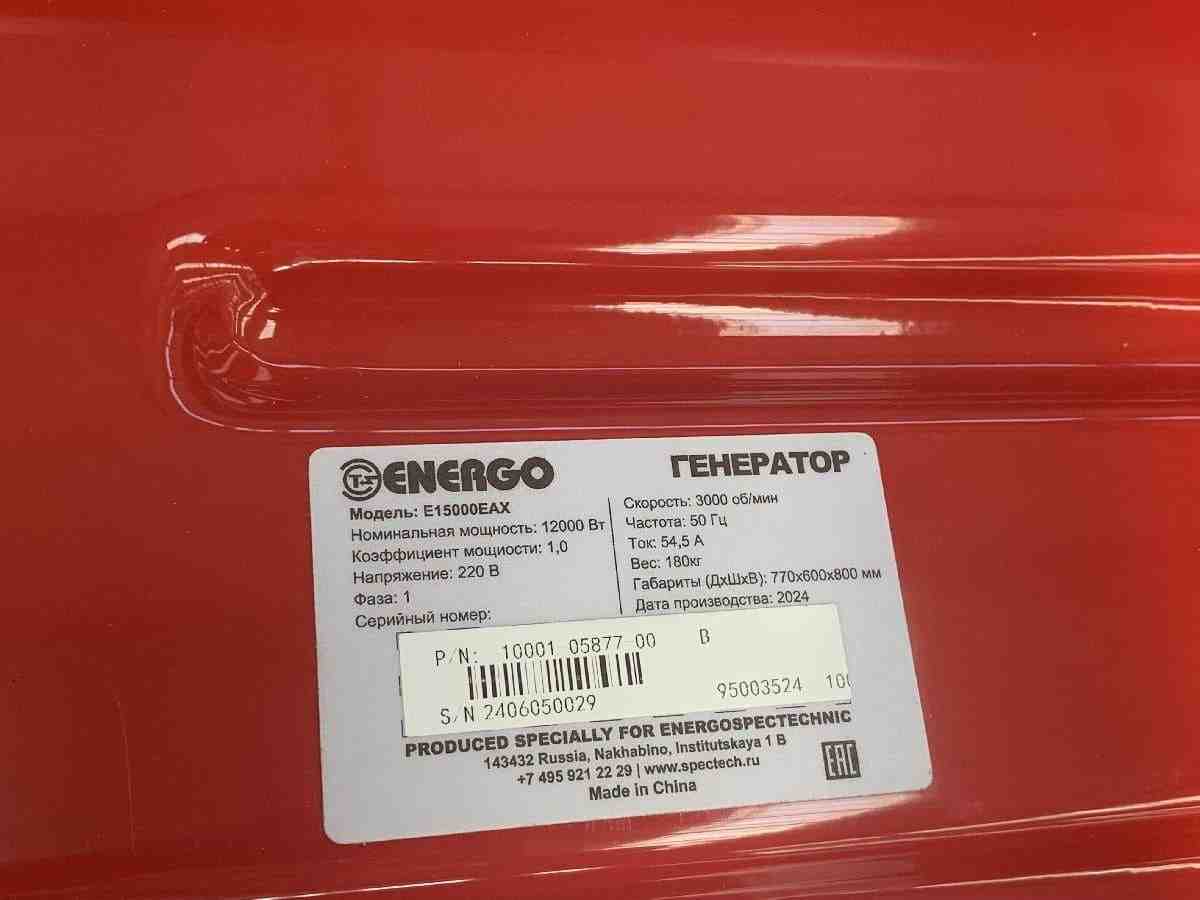 TSS ENERGO
ГЕНЕРАТОР
Модель: E15000EAX
Номинальная мощность: 12000 Вт
Коэффициент мощности: 1,0
Напряжение: 220 В
Фаза: 1
Серийный номер:
Скорость: 3000 об/мин
Частота: 50 Гц
Ток: 54,5 А
Вес: 180кг
Габариты (ДхШхВ): 770х600х800 мм
Дата производства: 2024
P/N: 10001 05877 00 B
S/N 2406050029
95003524
PRODUCED SPECIALLY FOR ENERGOSPECTECHNIC
143432 Russia, Nakhabino, Institutskaya 1 B
+7 495 921 22 29 | www.spectech.ru
Made in China
EAC